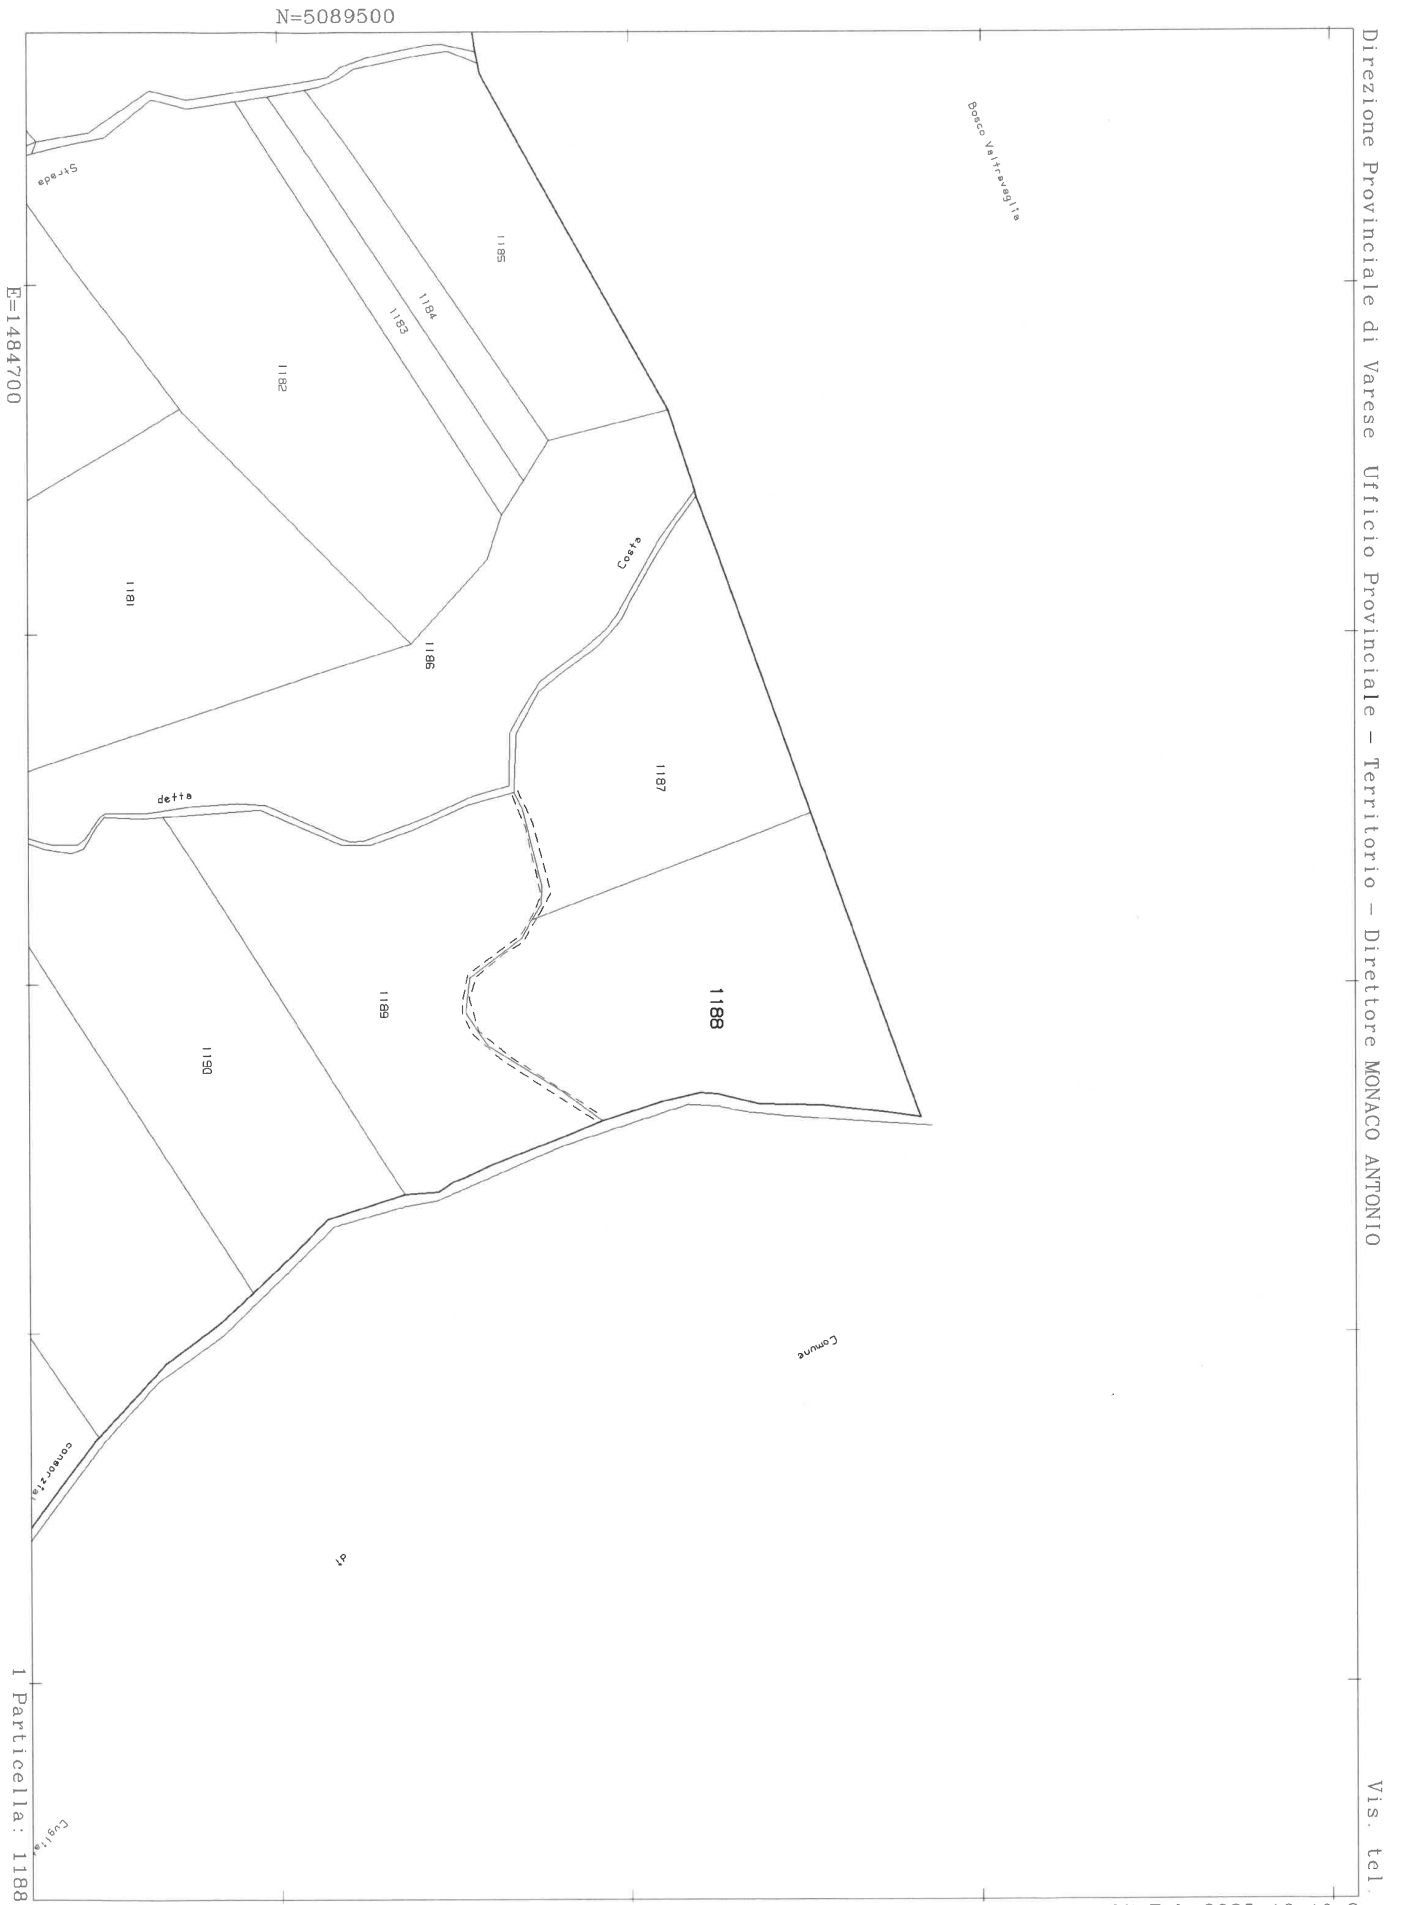 Direzione Provinciale di Varese Ufficio Provinciale - Territorio - Direttore MONACO ANTONIO
Vis. tel.
N=5089500
E=1484700
1 Particella: 1188
Bosco Valtravaglia
Strada
1185
1184
1183
1182
1181
Costa
1186
1187
detta
1188
1189
1190
Comune
di